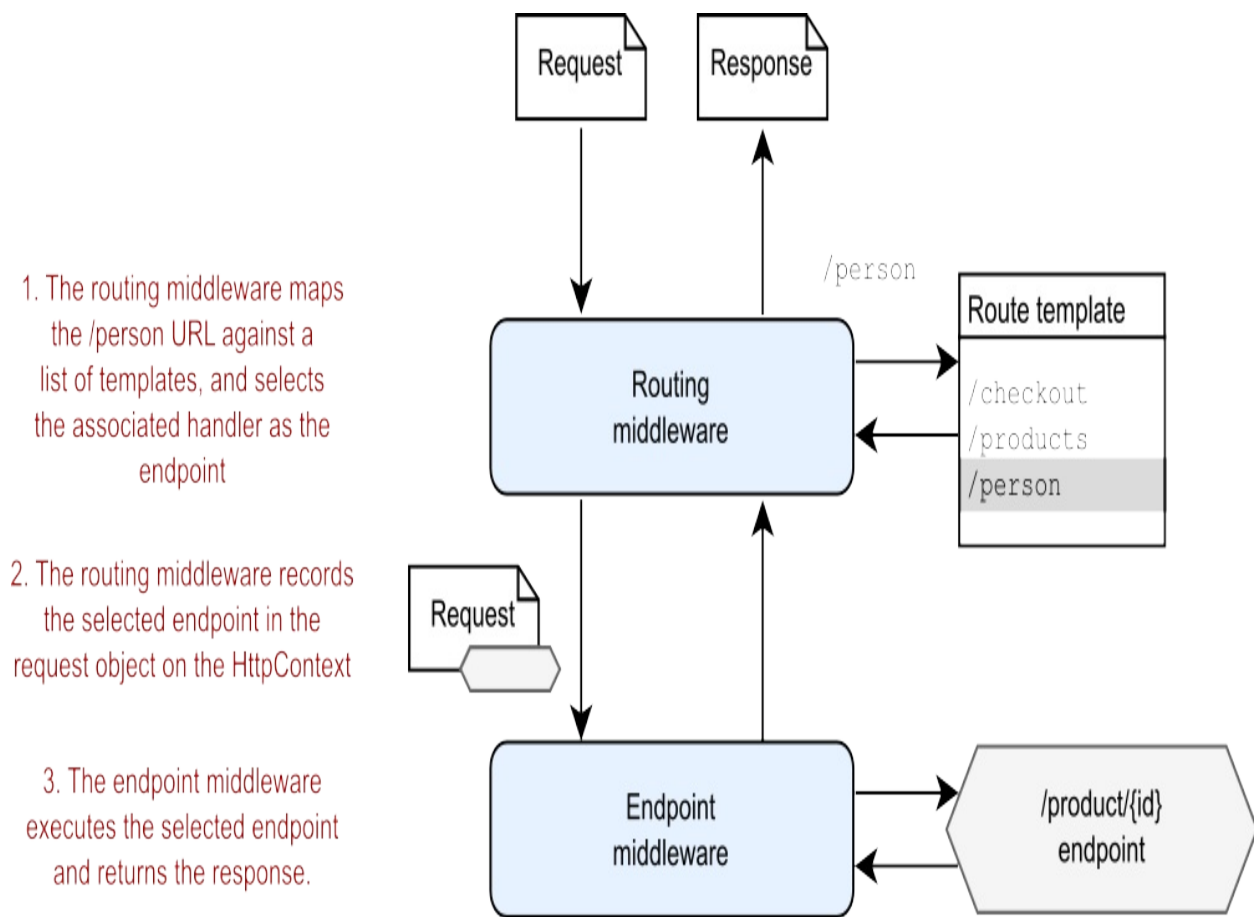 Request
Response
/person
1. The routing middleware maps
the /person URL against a
list of templates, and selects
the associated handler as the
endpoint
Routing
middleware
Route template
/checkout
/products
/person
2. The routing middleware records
the selected endpoint in the
request object on the HttpContext
Request
3. The endpoint middleware
executes the selected endpoint
and returns the response.
Endpoint
middleware
/product/{id}
endpoint